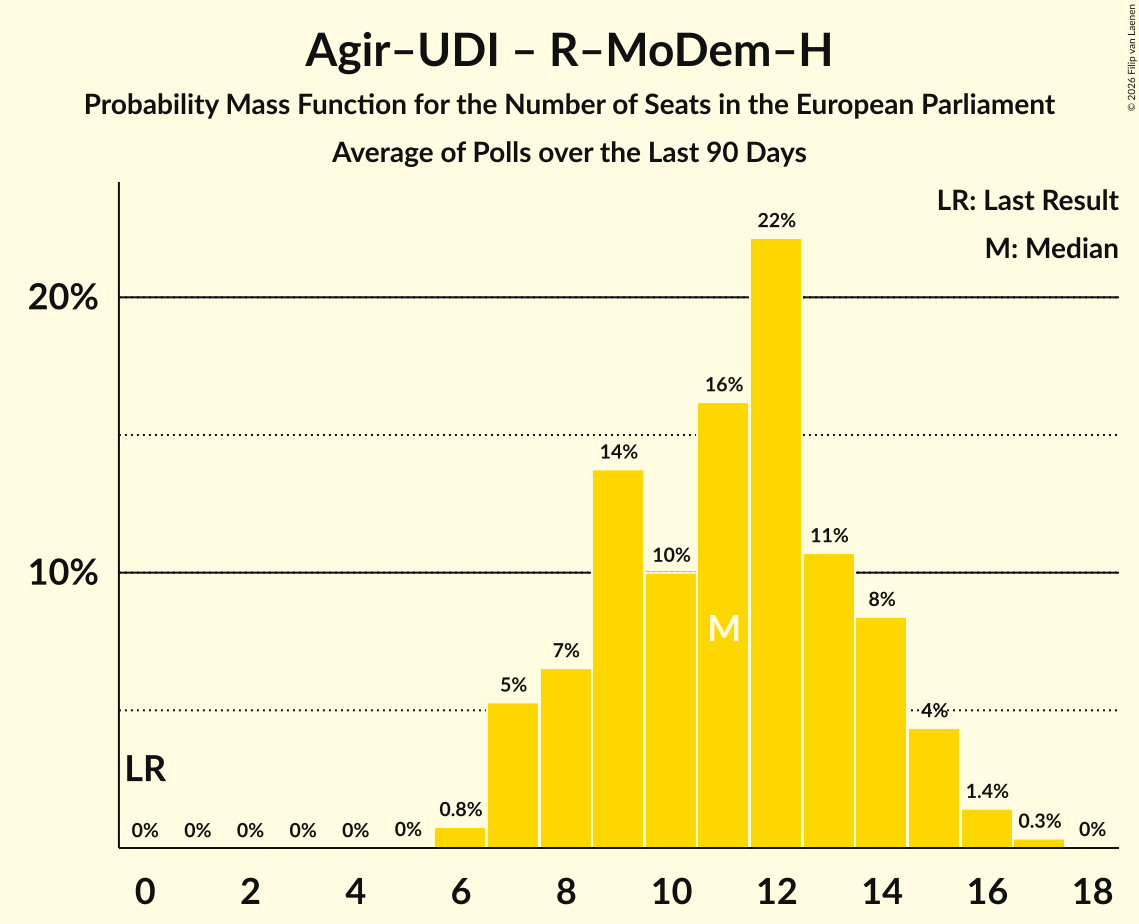 Agir–UDI – R–MoDem–H
Probability Mass Function for the Number of Seats in the European Parliament
Average of Polls over the Last 90 Days
© 2026 Filip van Laenen
LR: Last Result
M: Median
20%
10%
22%
16%
14%
11%
10%
8%
7%
5%
4%
1.4%
0.8%
0.3%
0% 0% 0% 0% 0% 0% 0%
LR
M
0 2 4 6 8 10 12 14 16 18